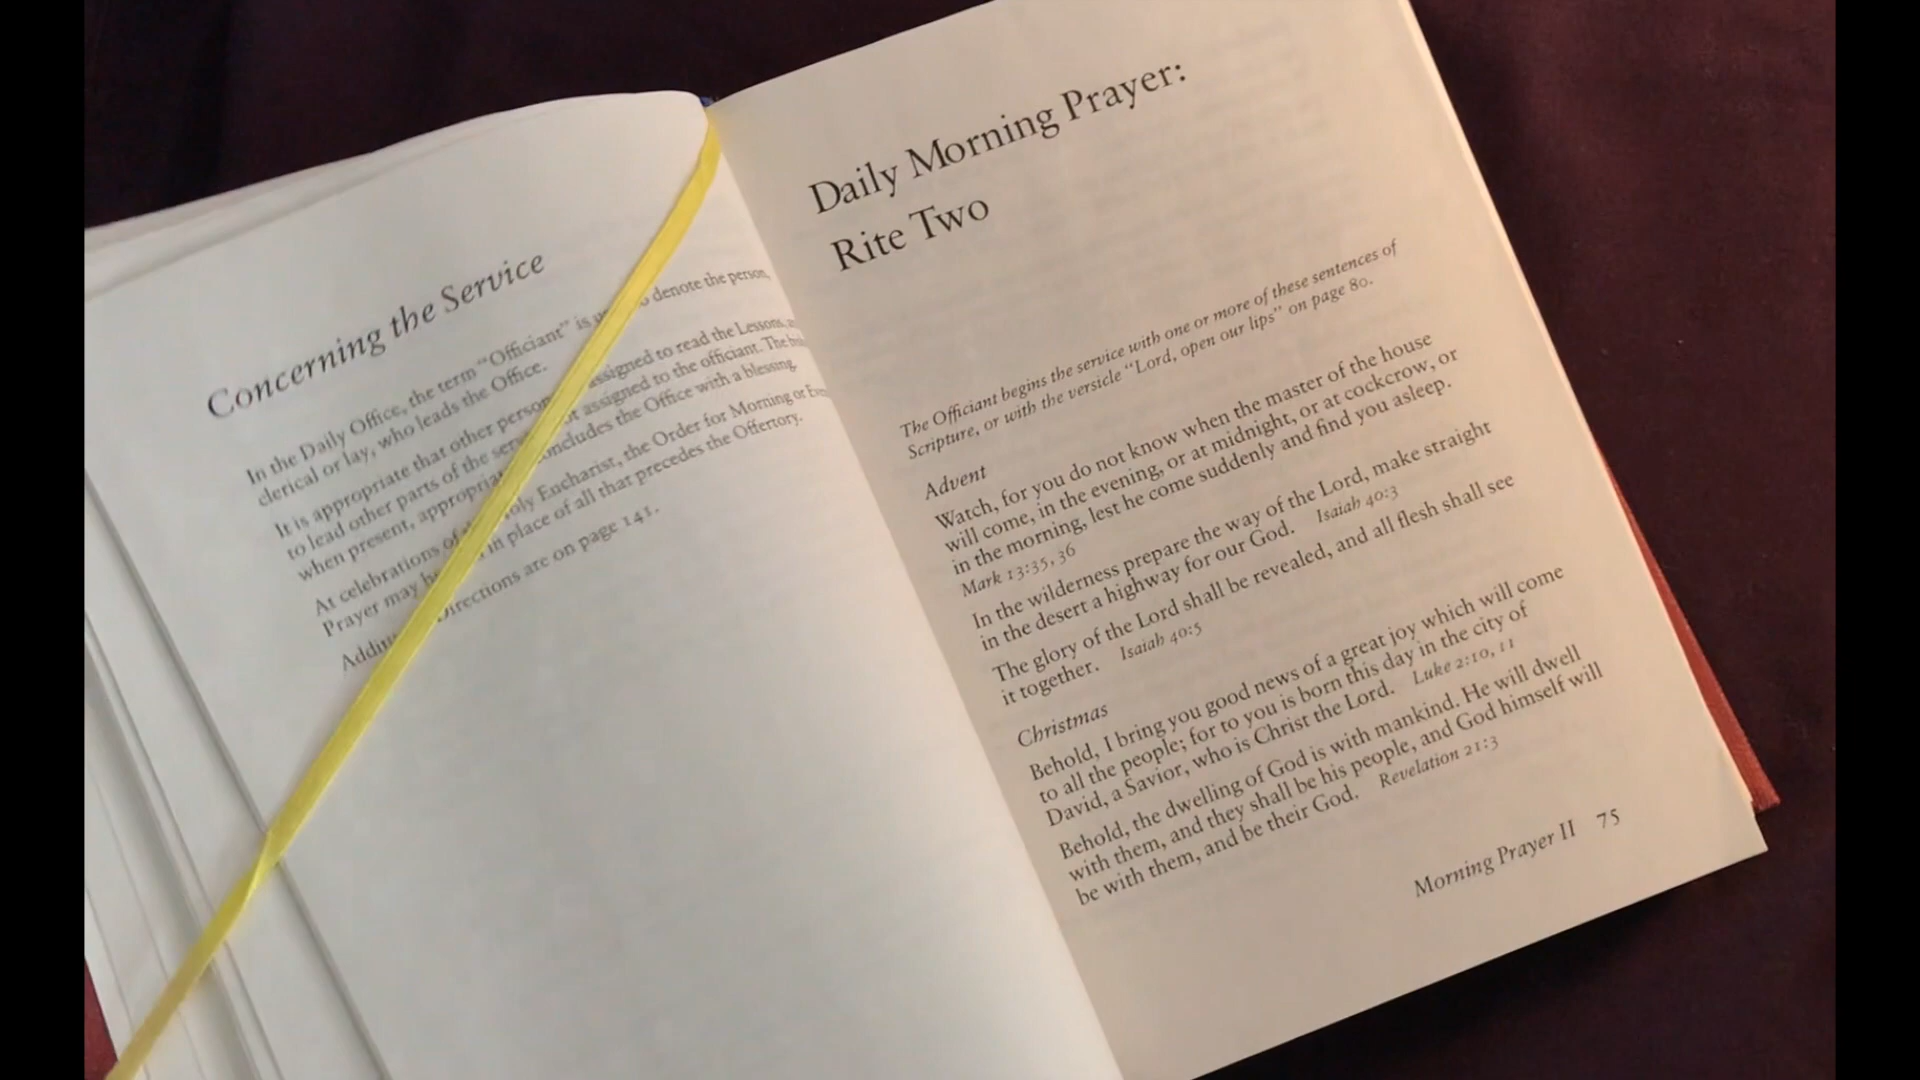 Concerning the Service
In the Daily Office, the term "Officiant" is denote the person,
clerical or lay, who leads the Office.
It is appropriate that other person assigned to read the Lessons,
to lead other parts of the assigned to the officiant. The
when present, concludes the Office with a blessing.
At celebrations of Holy Eucharist, the Order for Morning or
Prayer may in place of all that precedes the Offertory.
Directions are on page 141.
Daily Morning Prayer:
Rite Two
The Officiant begins the service with one or more of these sentences of
Scripture, or with the versicle "Lord, open our lips" on page 80.
Advent
Watch, for you do not know when the master of the house
will come, in the evening, or at midnight, or at cockcrow, or
in the morning, lest he come suddenly and find you asleep.
Mark 13:35, 36
In the wilderness prepare the way of the Lord, make straight
in the desert a highway for our God. Isaiah 40:3
The glory of the Lord shall be revealed, and all flesh shall see
it together. Isaiah 40:5
Christmas
Behold, I bring you good news of a great joy which will come
to all the people; for to you is born this day in the city of
David, a Savior, who is Christ the Lord. Luke 2:10, 11
Behold, the dwelling of God is with mankind. He will dwell
with them, and they shall be his people, and God himself will
be with them, and be their God. Revelation 21:3
Morning Prayer II 75